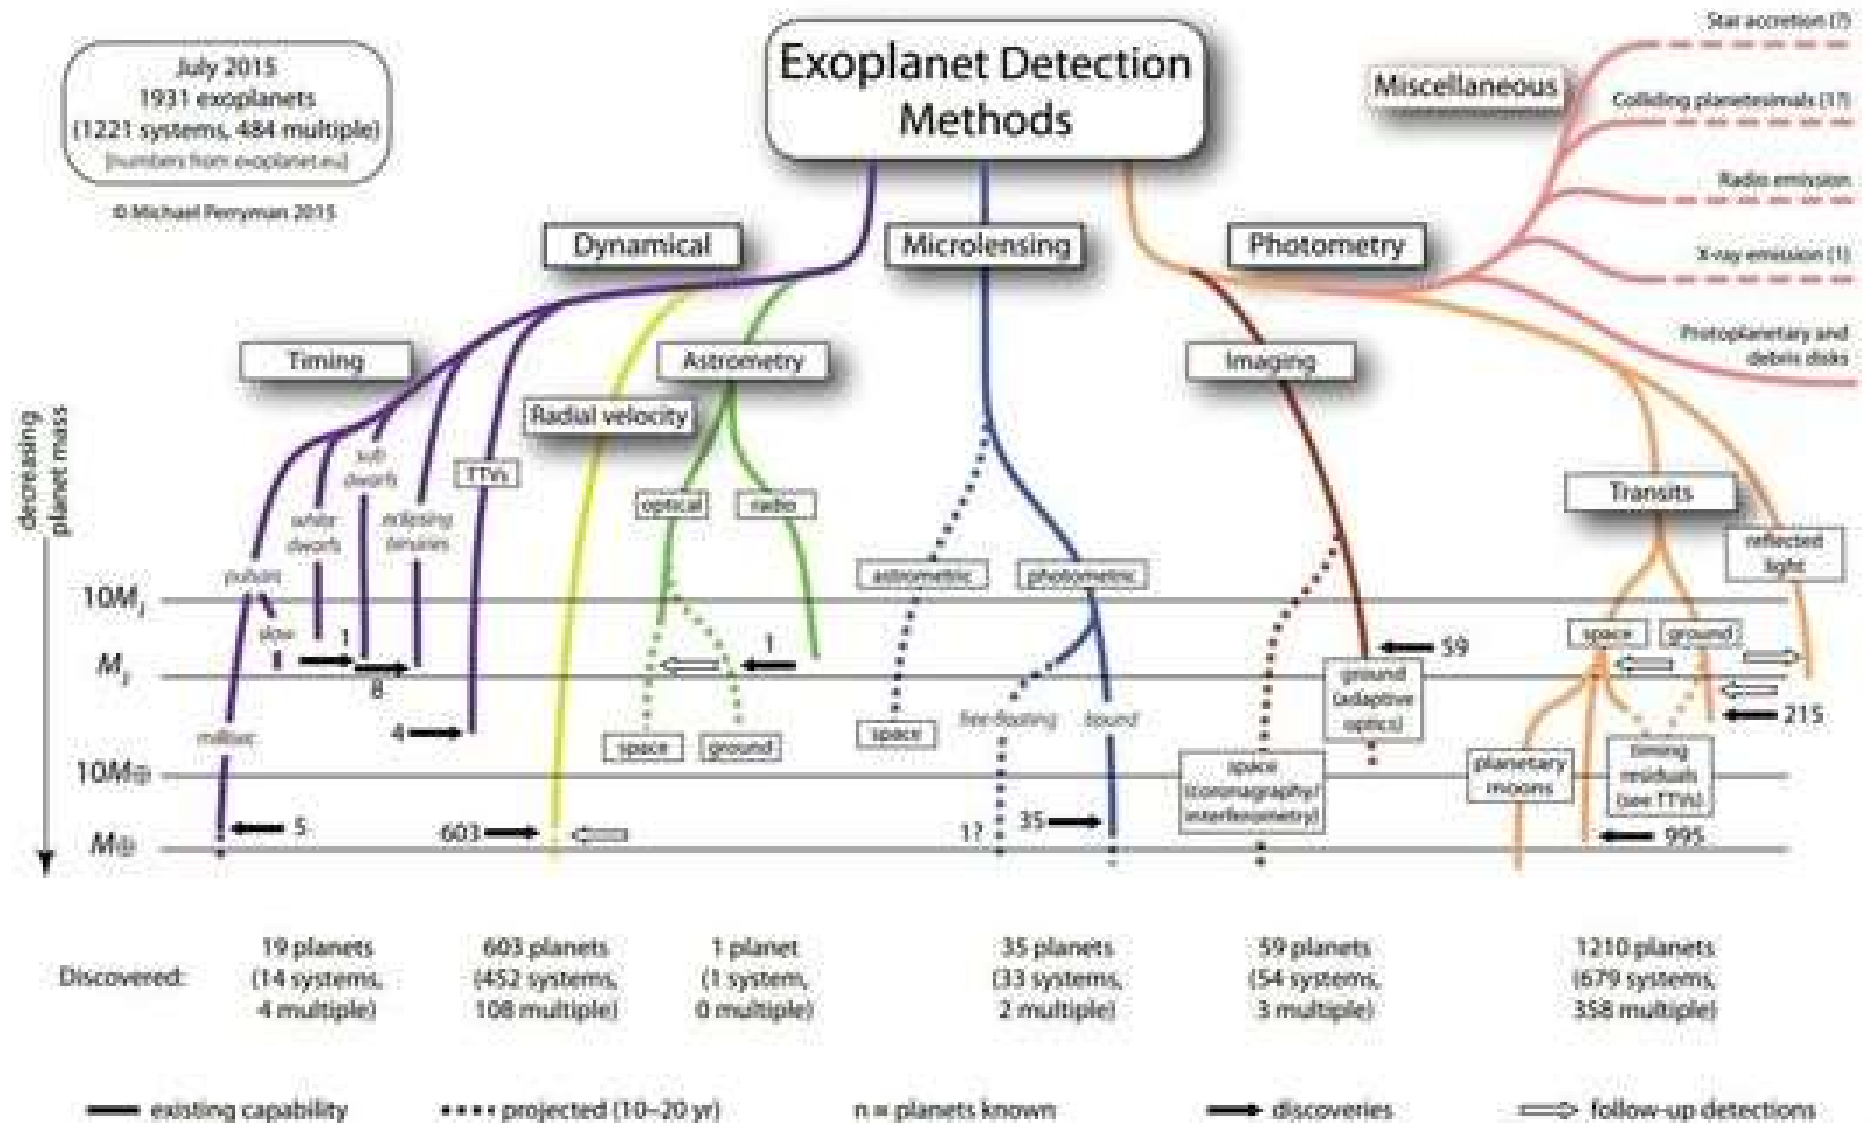 Exoplanet Detection
Methods
July 2015
1931 exoplanets
(1221 systems, 484 multiple)
[numbers from exoplanet.eu]
© Michael Perryman 2015
Miscellaneous
Star accretion (?)
Colliding planetesimals (1?)
Radio emission
X-ray emission (1)
Protoplanetary and
debris disks
Dynamical
Microlensing
Photometry
Timing
Astrometry
Imaging
Radial velocity
decreasing
planet mass
sub
dwarfs
TTVs
optical
radio
Transits
white
dwarfs
eclipsing
binaries
reflected
light
pulsars
astrometric
photometric
10MJ
slow
1
1
space
ground
59
MJ
8
ground
(adaptive
optics)
free-floating
bound
215
4
millisec
space
ground
space
space
(coronagraphy/
interferometry)
planetary
moons
timing
residuals
(see TTVs)
10M⊕
5
603
1?
35
995
M⊕
Discovered:
19 planets
(14 systems,
4 multiple)
603 planets
(452 systems,
108 multiple)
1 planet
(1 system,
0 multiple)
35 planets
(33 systems,
2 multiple)
59 planets
(54 systems,
3 multiple)
1210 planets
(679 systems,
358 multiple)
existing capability
projected (10–20 yr)
n = planets known
discoveries
follow-up detections